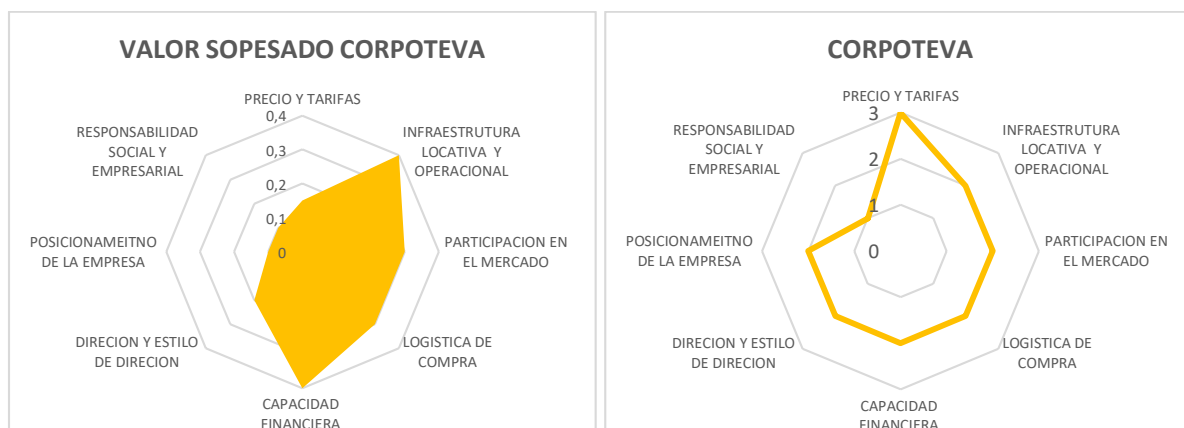 VALOR SOPESADO CORPOTEVA
PRECIO Y TARIFAS
0,4
0,3
0,2
0,1
0
INFRAESTRUTURA
LOCATIVA Y
OPERACIONAL
PARTICIPACION EN
EL MERCADO
LOGISTICA DE
COMPRA
CAPACIDAD
FINANCIERA
DIRECION Y ESTILO
DE DIRECION
POSICIONAMEITNO
DE LA EMPRESA
RESPONSABILIDAD
SOCIAL Y
EMPRESARIAL
CORPOTEVA
PRECIO Y TARIFAS
3
2
1
0
INFRAESTRUTURA
LOCATIVA Y
OPERACIONAL
PARTICIPACION EN
EL MERCADO
LOGISTICA DE
COMPRA
CAPACIDAD
FINANCIERA
DIRECION Y ESTILO
DE DIRECION
POSICIONAMEITNO
DE LA EMPRESA
RESPONSABILIDAD
SOCIAL Y
EMPRESARIAL